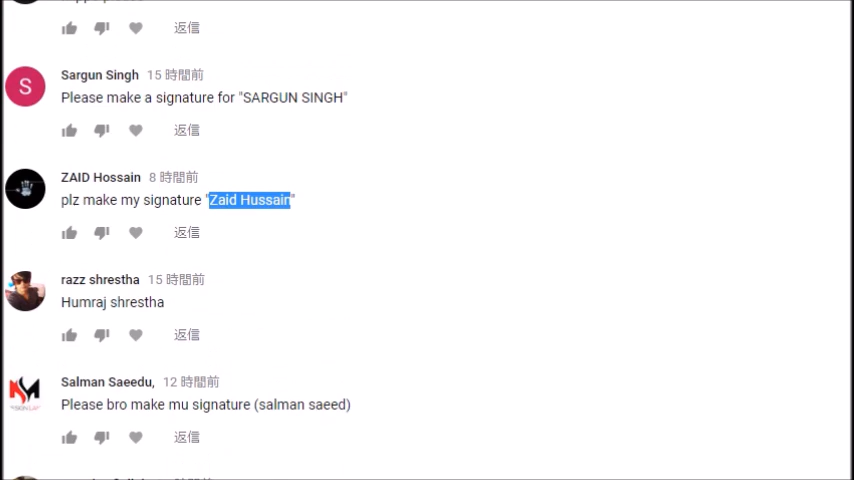 返信
Sargun Singh 15 時間前
Please make a signature for "SARGUN SINGH"
返信
ZAID Hossain 8 時間前
plz make my signature "Zaid Hussain"
返信
razz shrestha 15 時間前
Humraj shrestha
返信
Salman Saeedu, 12 時間前
Please bro make mu signature (salman saeed)
返信